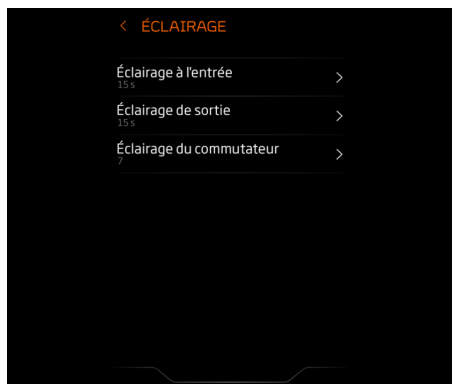 ÉCLAIRAGE
Éclairage à l'entrée
15 s
Éclairage de sortie
15 s
Éclairage du commutateur
7